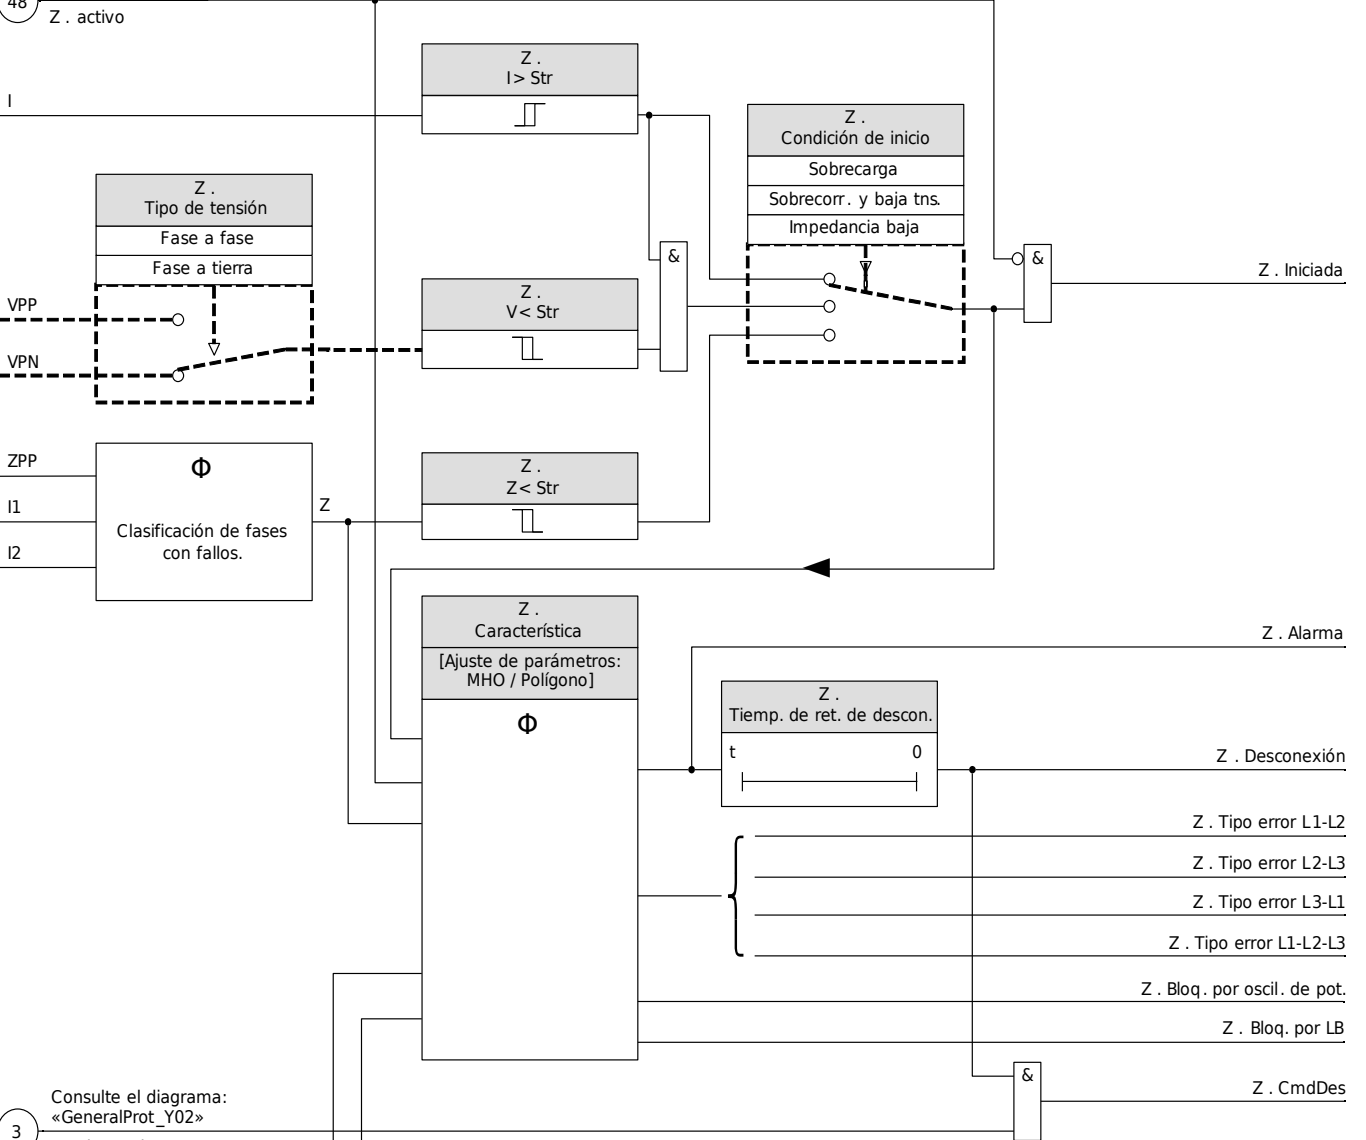 48
Z . activo
Z .
I> Str
I
Z .
Condición de inicio
Sobrecarga
Sobrecorr. y baja tns.
Impedancia baja
Z .
Tipo de tensión
Fase a fase
Fase a tierra
&
&
Z . Iniciada
VPP
Z .
V< Str
VPN
ZPP
I1
I2
Φ
Clasificación de fases
con fallos.
Z
Z .
Z< Str
Z .
Característica
[Ajuste de parámetros:
MHO / Polígono]
Φ
Z . Alarma
Z .
Tiemp. de ret. de descon.
t 0
Z . Desconexión
Z . Tipo error L1-L2
Z . Tipo error L2-L3
Z . Tipo error L3-L1
Z . Tipo error L1-L2-L3
Z . Bloq. por oscil. de pot.
Z . Bloq. por LB
&
Z . CmdDes
Consulte el diagrama:
«GeneralProt_Y02»
3